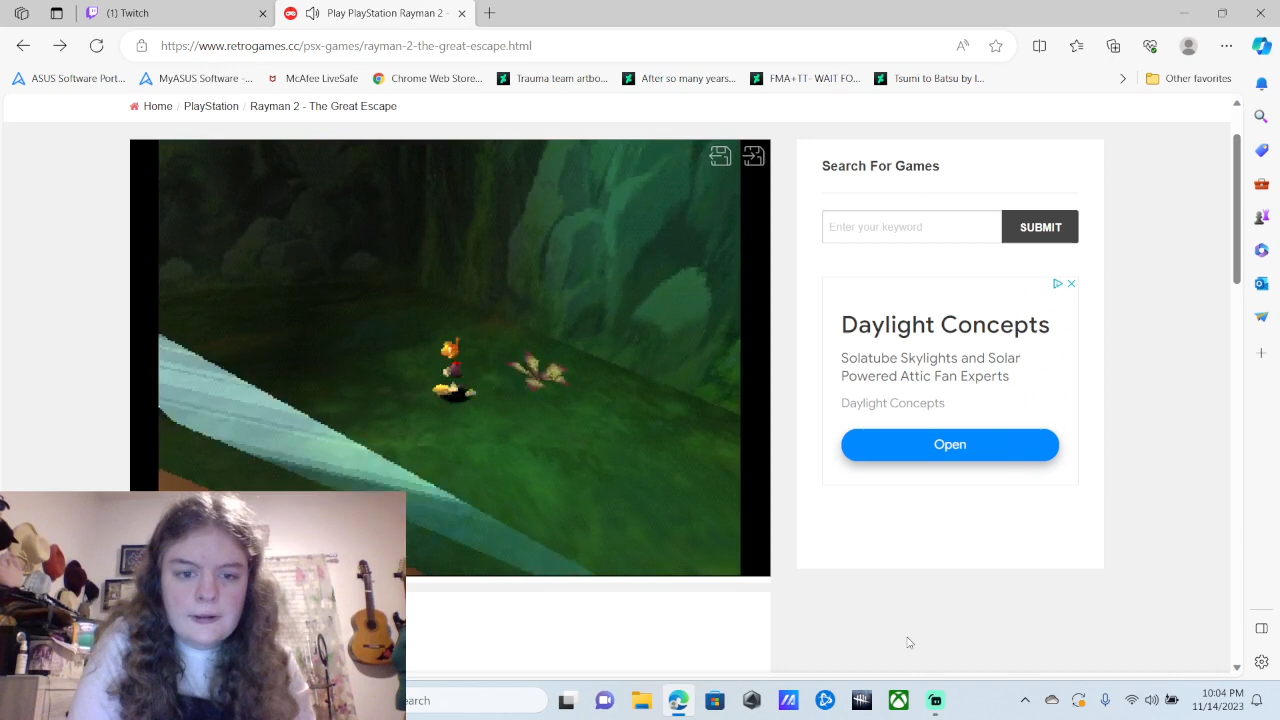 (1) Twitch
Play PlayStation Rayman 2 -
https://www.retrogames.cc/psx-games/rayman-2-the-great-escape.html
ASUS Software Port...
MyASUS Software -...
McAfee LiveSafe
Chrome Web Store...
Trauma team artbo...
After so many years...
FMA+TT- WAIT FO...
Tsumi to Batsu by l...
Other favorites
Home / PlayStation / Rayman 2 - The Great Escape
Search For Games
Enter your keyword
SUBMIT
Daylight Concepts
Solatube Skylights and Solar
Powered Attic Fan Experts
Daylight Concepts
Open
earch
10:04 PM
11/14/2023